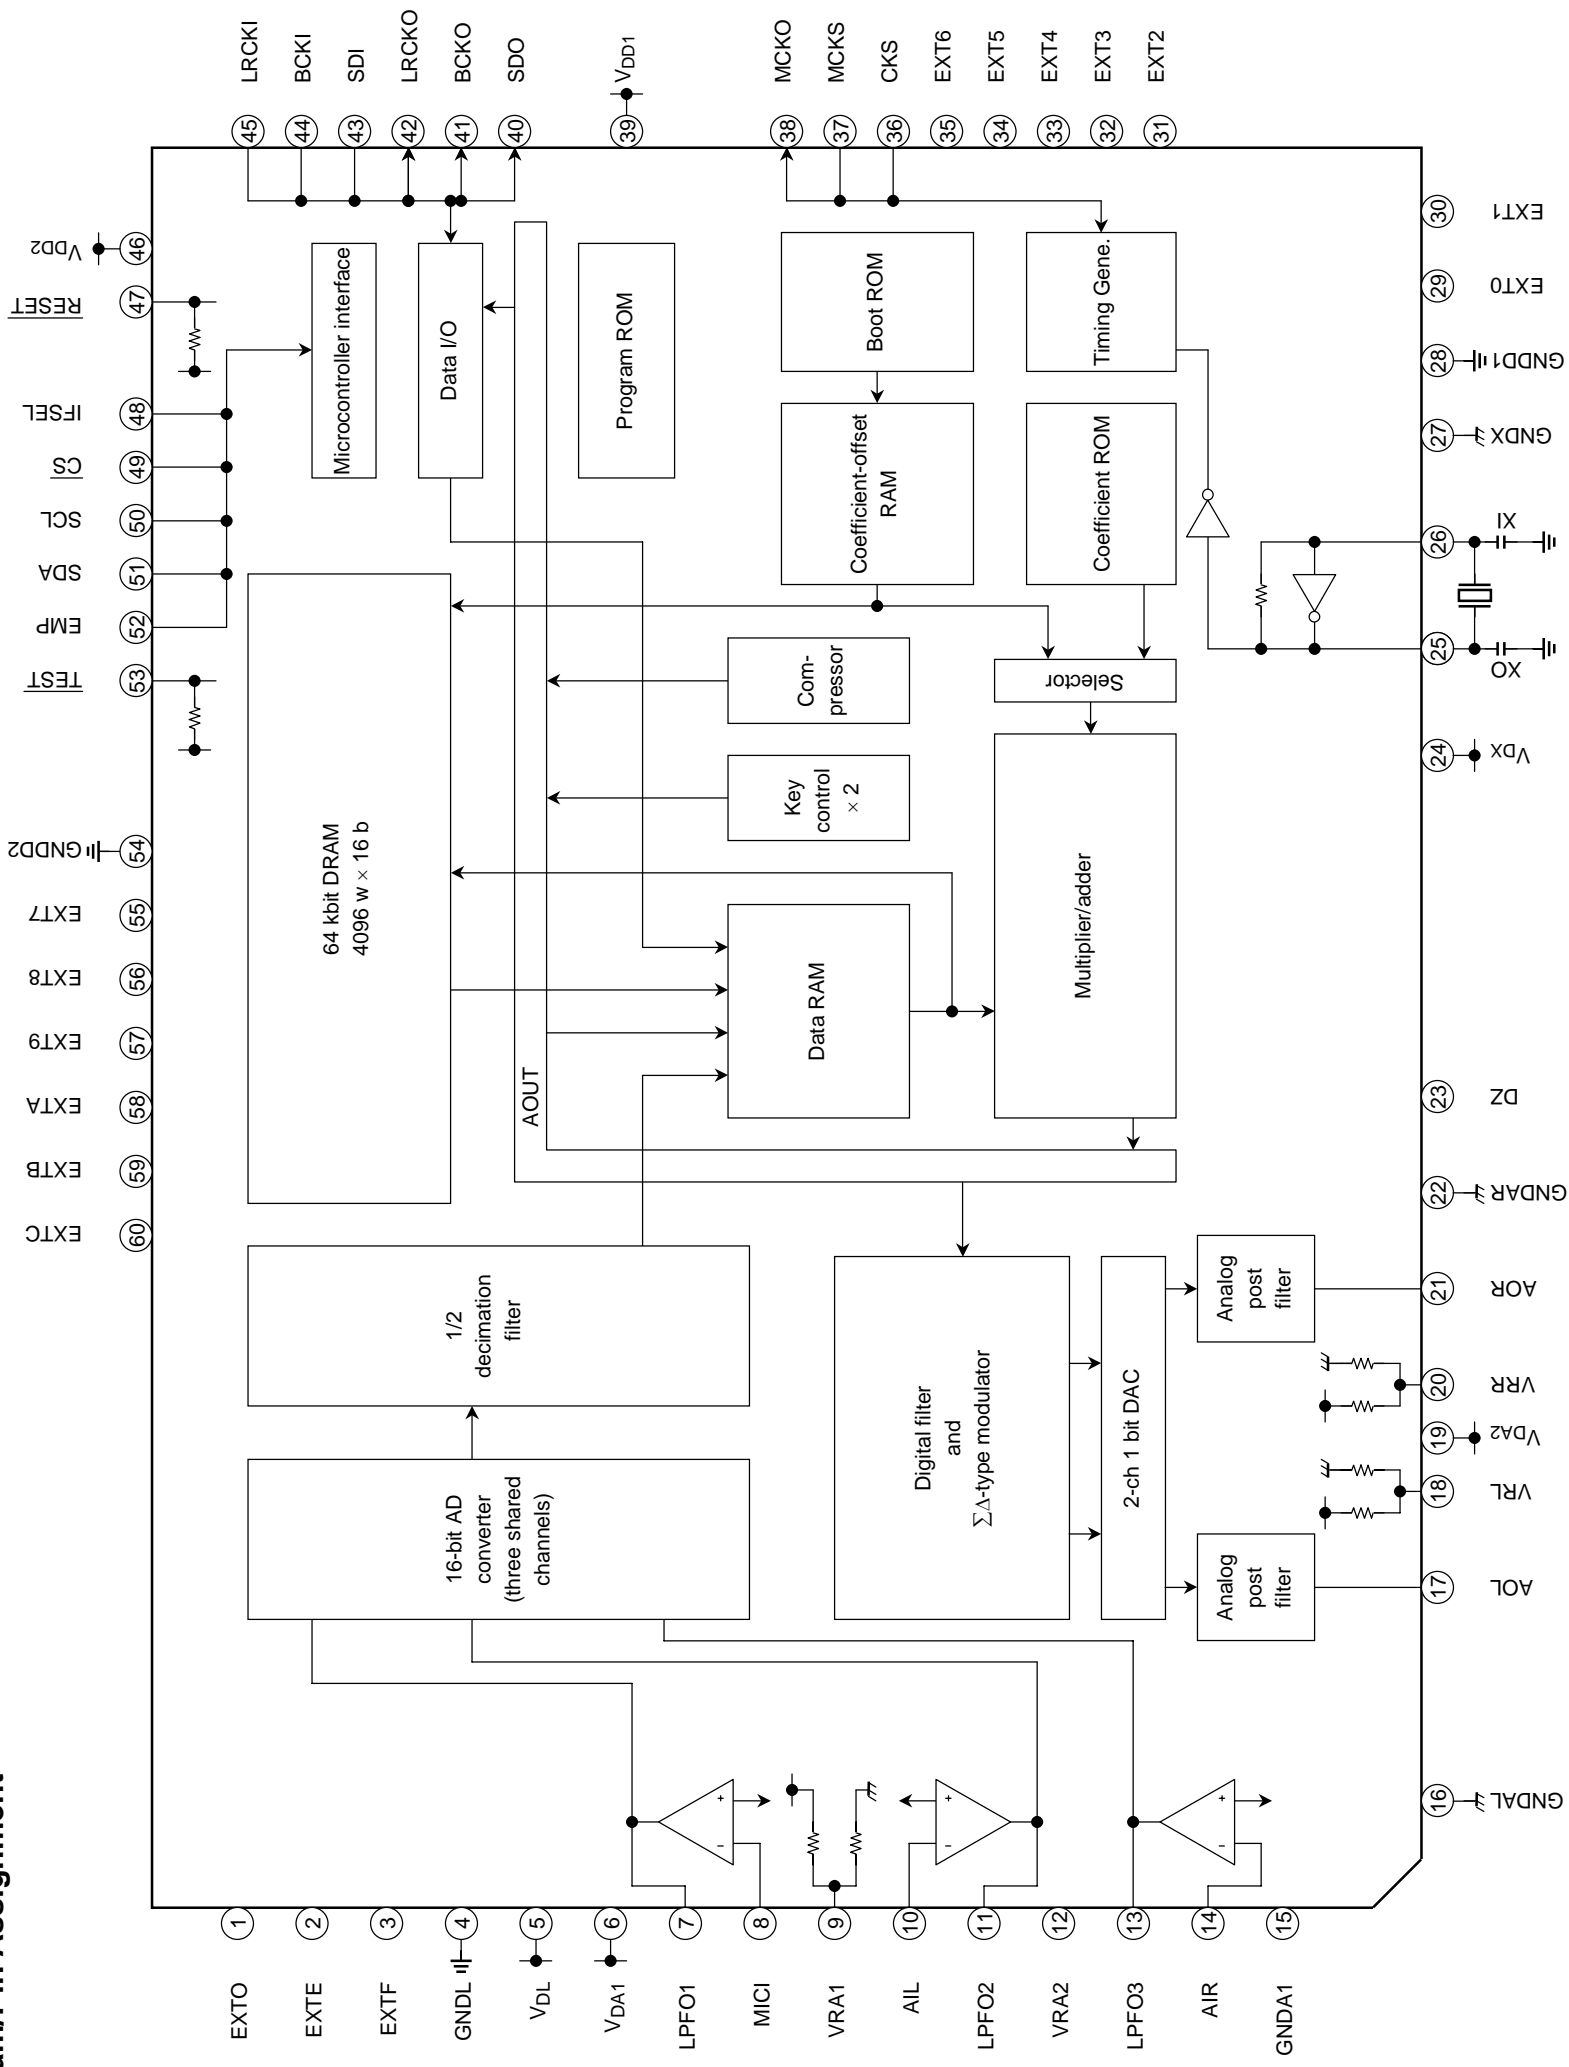 LRCKI
BCKI
SDI
LRCKO
BCKO
SDO
VDD1
MCKO
MCKS
CKS
EXT6
EXT5
EXT4
EXT3
EXT2
45
44
43
42
41
40
39
38
37
36
35
34
33
32
31
VDD2
46
RESET
47
IFSEL
48
CS
49
SCL
50
SDA
51
EMP
52
TEST
53
GNDD2
54
EXT7
55
EXT8
56
EXT9
57
EXTA
58
EXTB
59
EXTC
60
Microcontroller interface
Data I/O
Program ROM
Boot ROM
Timing Gene.
Coefficient-offset
RAM
Coefficient ROM
64 kbit DRAM
4096 w × 16 b
Com-
pressor
Key
control
× 2
Selector
Data RAM
Multiplier/adder
AOUT
1/2
decimation
filter
16-bit AD
converter
(three shared
channels)
Digital filter
and
ΣΔ-type modulator
2-ch 1 bit DAC
Analog
post
filter
Analog
post
filter
30
EXT1
29
EXT0
28
GNDD1
27
GNDX
26
XI
25
XO
24
VDX
23
DZ
22
GNDAR
21
AOR
20
VRR
19
VDA2
18
VRL
17
AOL
16
GNDAL
+
−
+
−
+
−
1
2
3
4
5
6
7
8
9
10
11
12
13
14
15
EXTO
EXTE
EXTF
GNDL
VDL
VDA1
LPFO1
MICI
VRA1
AIL
LPFO2
VRA2
LPFO3
AIR
GNDA1